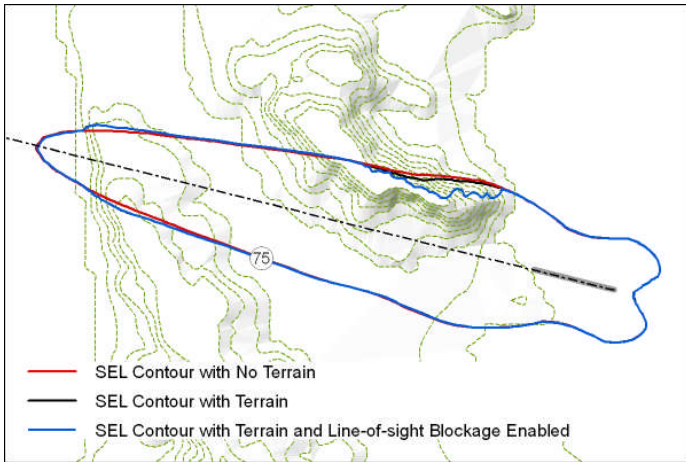 75
SEL Contour with No Terrain
SEL Contour with Terrain
SEL Contour with Terrain and Line-of-sight Blockage Enabled